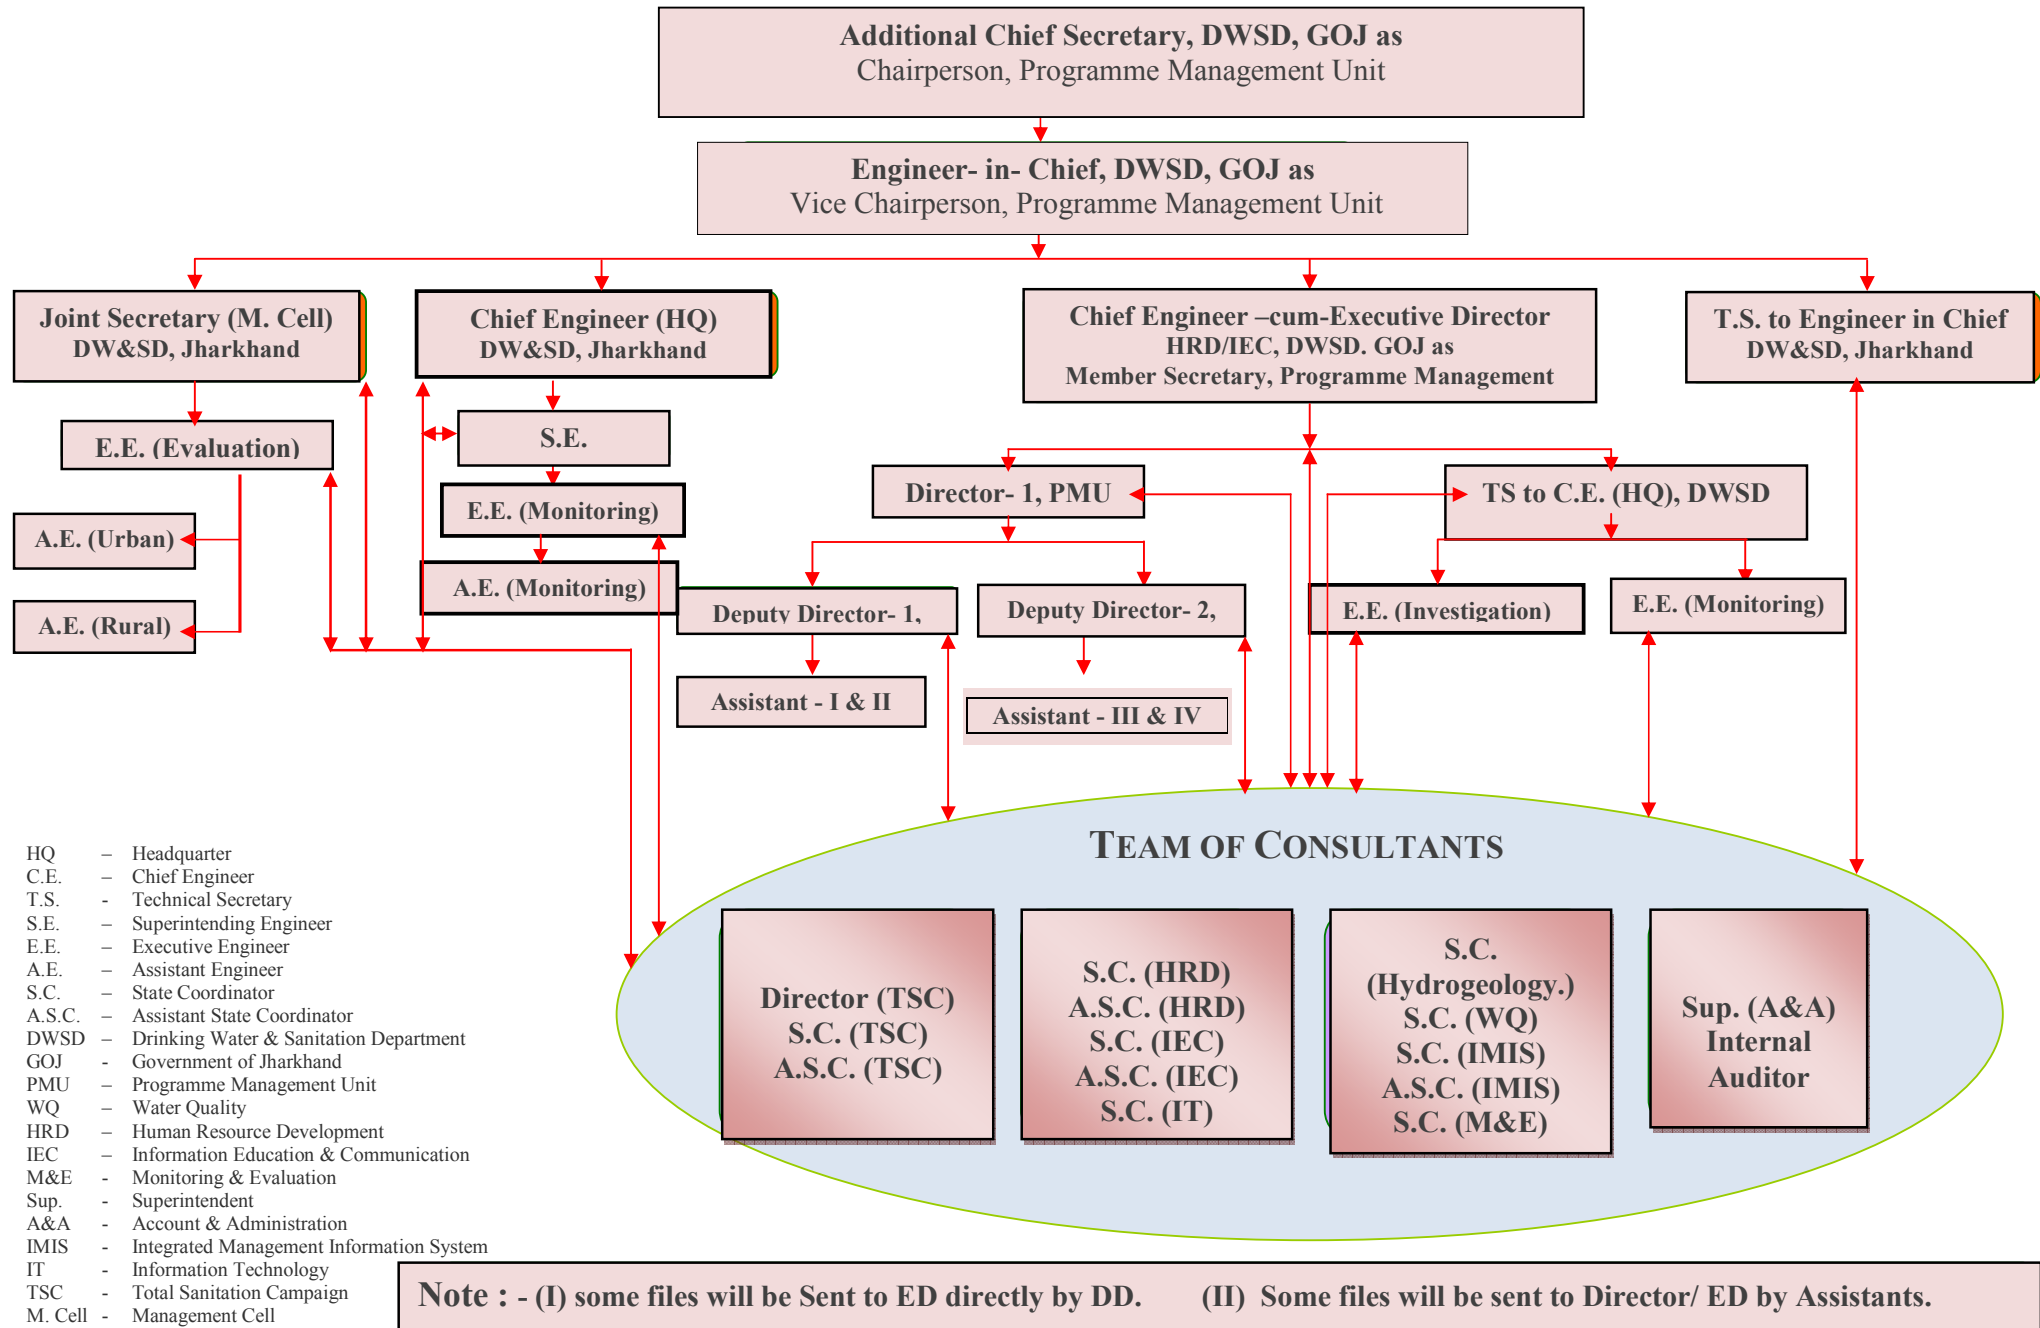 Additional Chief Secretary, DWSD, GOJ as
Chairperson, Programme Management Unit
Engineer- in- Chief, DWSD, GOJ as
Vice Chairperson, Programme Management Unit
Joint Secretary (M. Cell)
DW&SD, Jharkhand
Chief Engineer (HQ)
DW&SD, Jharkhand
Chief Engineer –cum-Executive Director
HRD/IEC, DWSD. GOJ as
Member Secretary, Programme Management
T.S. to Engineer in Chief
DW&SD, Jharkhand
E.E. (Evaluation)
S.E.
Director- 1, PMU
TS to C.E. (HQ), DWSD
A.E. (Urban)
E.E. (Monitoring)
A.E. (Rural)
A.E. (Monitoring)
Deputy Director- 1,
Deputy Director- 2,
E.E. (Investigation)
E.E. (Monitoring)
Assistant - I & II
Assistant - III & IV
TEAM OF CONSULTANTS
Director (TSC)
S.C. (TSC)
A.S.C. (TSC)
S.C. (HRD)
A.S.C. (HRD)
S.C. (IEC)
A.S.C. (IEC)
S.C. (IT)
S.C.
(Hydrogeology.)
S.C. (WQ)
S.C. (IMIS)
A.S.C. (IMIS)
S.C. (M&E)
Sup. (A&A)
Internal
Auditor
HQ – Headquarter
C.E. – Chief Engineer
T.S. - Technical Secretary
S.E. – Superintending Engineer
E.E. – Executive Engineer
A.E. – Assistant Engineer
S.C. – State Coordinator
A.S.C. – Assistant State Coordinator
DWSD – Drinking Water & Sanitation Department
GOJ - Government of Jharkhand
PMU – Programme Management Unit
WQ – Water Quality
HRD – Human Resource Development
IEC – Information Education & Communication
M&E - Monitoring & Evaluation
Sup. - Superintendent
A&A - Account & Administration
IMIS - Integrated Management Information System
IT - Information Technology
TSC - Total Sanitation Campaign
M. Cell - Management Cell
Note : - (I) some files will be Sent to ED directly by DD. (II) Some files will be sent to Director/ ED by Assistants.